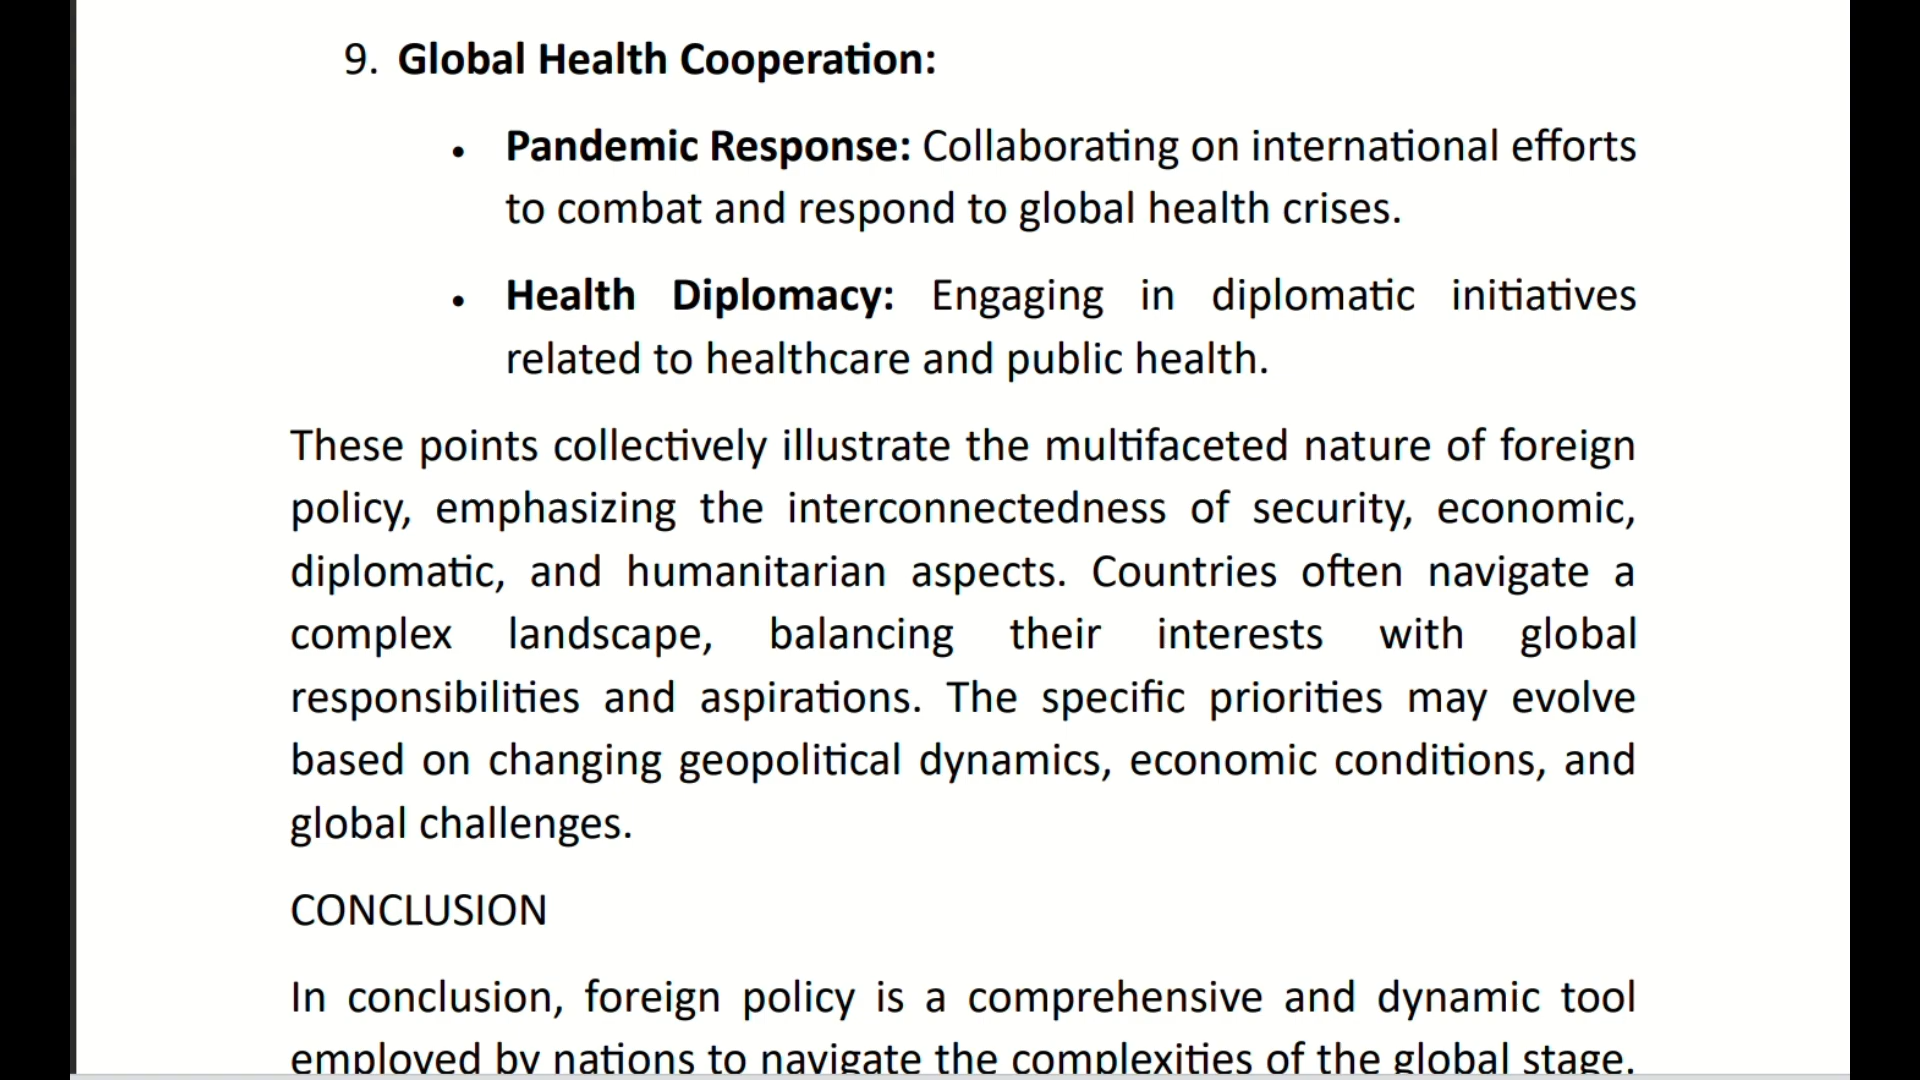 9. Global Health Cooperation:
• Pandemic Response: Collaborating on international efforts
to combat and respond to global health crises.
• Health Diplomacy: Engaging in diplomatic initiatives
related to healthcare and public health.
These points collectively illustrate the multifaceted nature of foreign
policy, emphasizing the interconnectedness of security, economic,
diplomatic, and humanitarian aspects. Countries often navigate a
complex landscape, balancing their interests with global
responsibilities and aspirations. The specific priorities may evolve
based on changing geopolitical dynamics, economic conditions, and
global challenges.
CONCLUSION
In conclusion, foreign policy is a comprehensive and dynamic tool
employed by nations to navigate the complexities of the global stage.